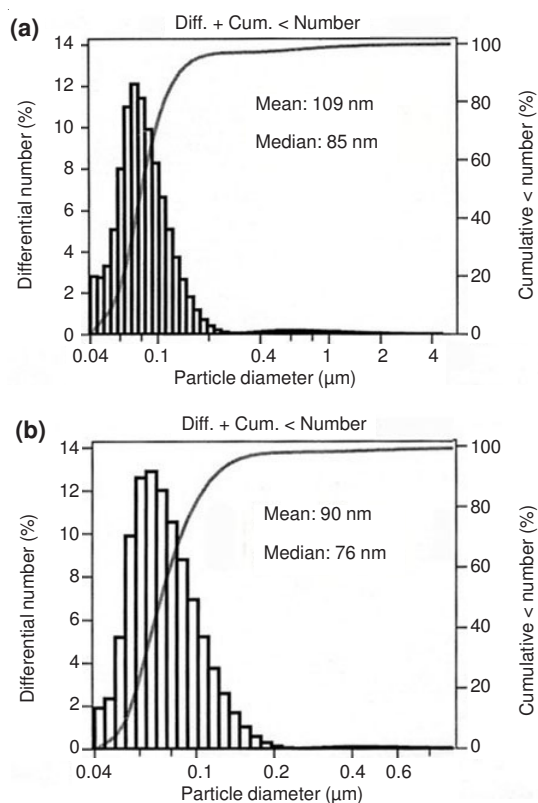 (a)
Diff. + Cum. < Number
14
12
10
8
6
4
2
0
Differential number (%)
100
80
60
40
20
0
Cumulative < number (%)
Mean: 109 nm
Median: 85 nm
0.04 0.1 0.4 1 2 4
Particle diameter (µm)
(b)
Diff. + Cum. < Number
14
12
10
8
6
4
2
0
Differential number (%)
100
80
60
40
20
0
Cumulative < number (%)
Mean: 90 nm
Median: 76 nm
0.04 0.1 0.2 0.4 0.6
Particle diameter (µm)